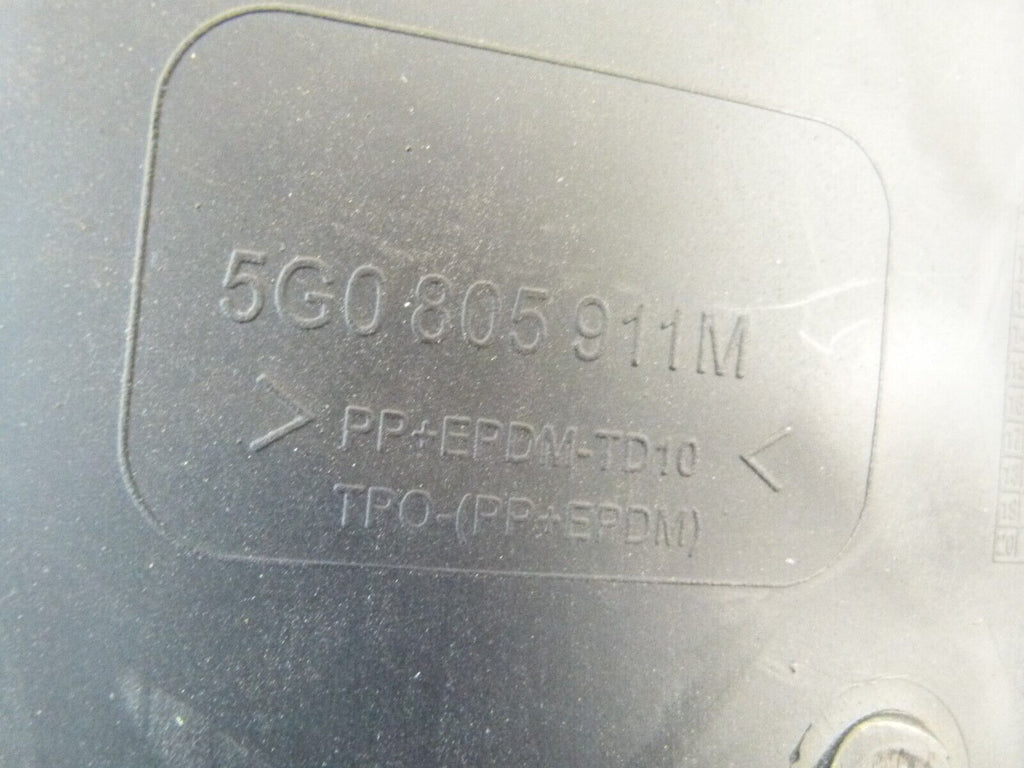 5G0 805 911M
> PP+EPDM-TD10 <
TPO-(PP+EPDM)